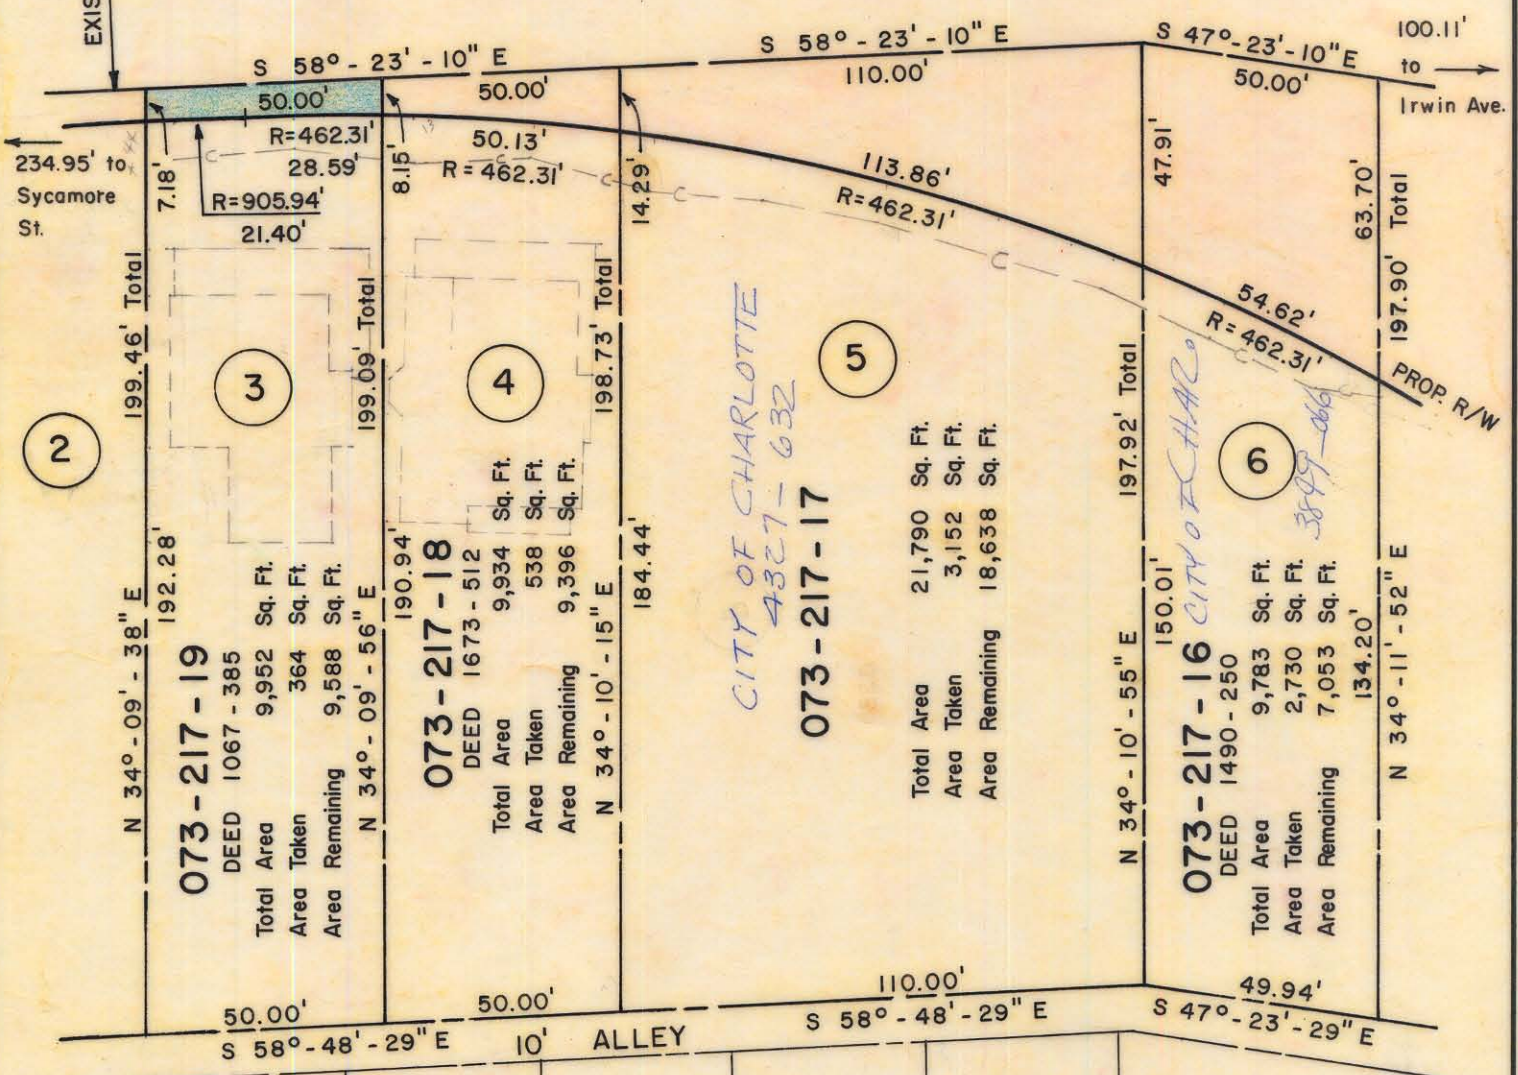 EXIS
S 58° - 23' - 10" E
50.00'
50.00'
S 58° - 23' - 10" E
110.00'
S 47° - 23' - 10" E
50.00'
100.11'
to
Irwin Ave.
234.95' to
Sycamore
St.
7.18'
R=462.31'
28.59'
R=905.94'
21.40'
8.15'
50.13'
R=462.31'
14.29'
113.86'
R=462.31'
47.91'
54.62'
R=462.31'
63.70'
PROP. R/W
C
C
C
C
C
C
2
N 34° - 09' - 38" E
199.46' Total
192.28'
3
073-217-19
DEED 1067 - 385
Total Area 9,952 Sq. Ft.
Area Taken 364 Sq. Ft.
Area Remaining 9,588 Sq. Ft.
N 34° - 09' - 56" E
199.09' Total
190.94'
4
073-217-18
DEED 1673 - 512
Total Area 9,934 Sq. Ft.
Area Taken 538 Sq. Ft.
Area Remaining 9,396 Sq. Ft.
N 34° - 10' - 15" E
198.73' Total
184.44'
5
CITY OF CHARLOTTE
4327 - 632
073-217-17
Total Area 21,790 Sq. Ft.
Area Taken 3,152 Sq. Ft.
Area Remaining 18,638 Sq. Ft.
N 34° - 10' - 55" E
197.92' Total
150.01'
6
CITY OF CHAR.
3849-066
073-217-16
DEED 1490 - 250
Total Area 9,783 Sq. Ft.
Area Taken 2,730 Sq. Ft.
Area Remaining 7,053 Sq. Ft.
134.20'
N 34° - 11' - 52" E
197.90' Total
50.00'
S 58° - 48' - 29" E
50.00'
10' ALLEY
110.00'
S 58° - 48' - 29" E
49.94'
S 47° - 23' - 29" E